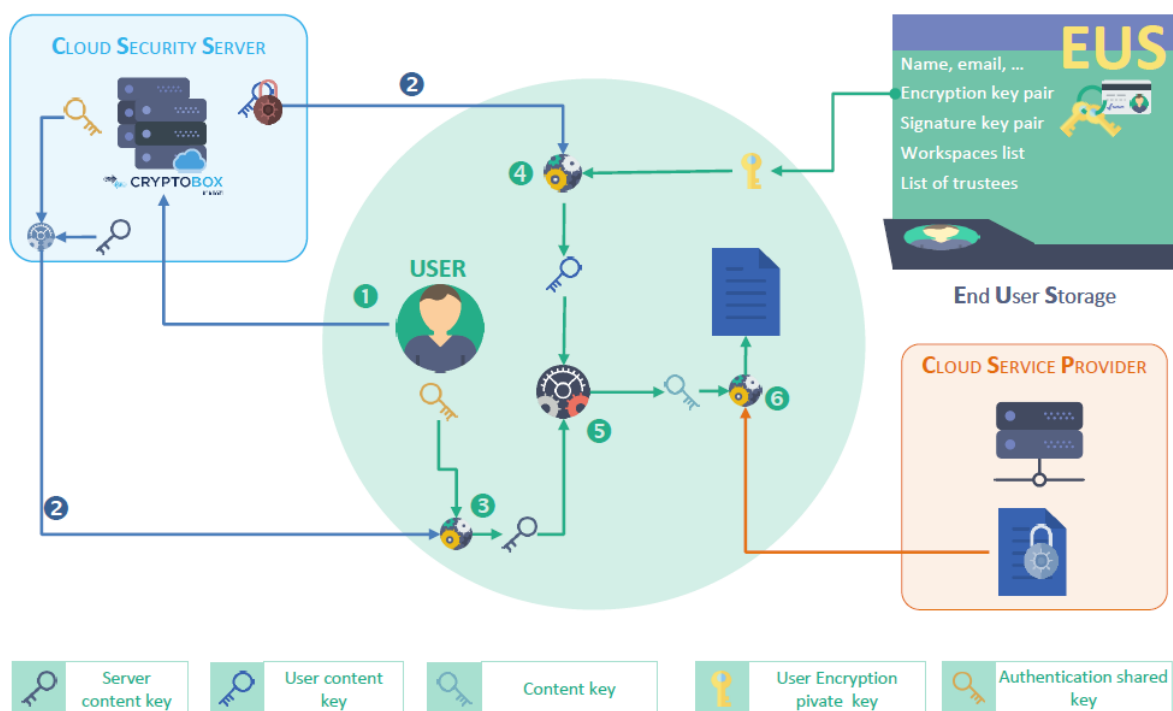 CLOUD SECURITY SERVER
CRYPTOBOX
2
EUS
Name, email, ...
Encryption key pair
Signature key pair
Workspaces list
List of trustees
End User Storage
4
USER
1
CLOUD SERVICE PROVIDER
6
5
3
2
Server
content key
User content
key
Content key
User Encryption
pivate key
Authentication shared
key